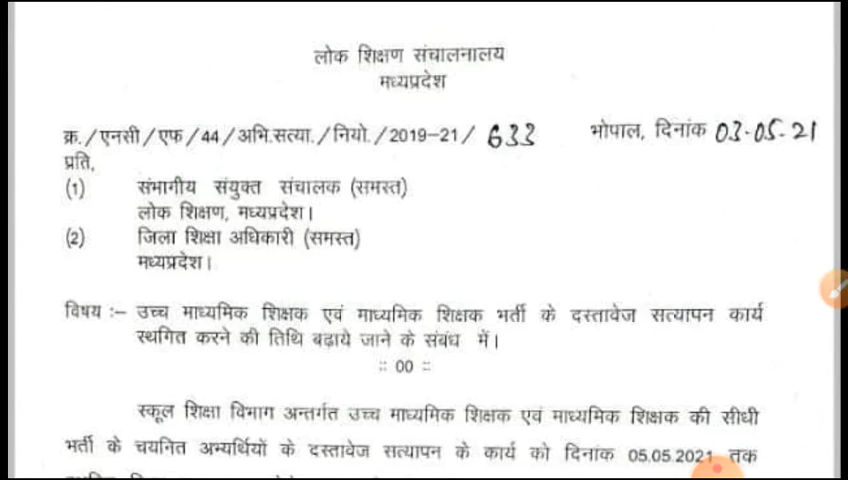 लोक शिक्षण संचालनालय
मध्यप्रदेश
क्र./एनसी/एफ/44/अभि.सत्या./नियो./2019-21/ 633 भोपाल, दिनांक 03-05-21
प्रति,
(1) संभागीय संयुक्त संचालक (समस्त)
लोक शिक्षण, मध्यप्रदेश।
(2) जिला शिक्षा अधिकारी (समस्त)
मध्यप्रदेश।
विषय :- उच्च माध्यमिक शिक्षक एवं माध्यमिक शिक्षक भर्ती के दस्तावेज सत्यापन कार्य
स्थगित करने की तिथि बढ़ाये जाने के संबंध में।
:: 00 ::
स्कूल शिक्षा विभाग अन्तर्गत उच्च माध्यमिक शिक्षक एवं माध्यमिक शिक्षक की सीधी
भर्ती के चयनित अभ्यर्थियों के दस्तावेज सत्यापन के कार्य को दिनांक 05.05.2021 तक